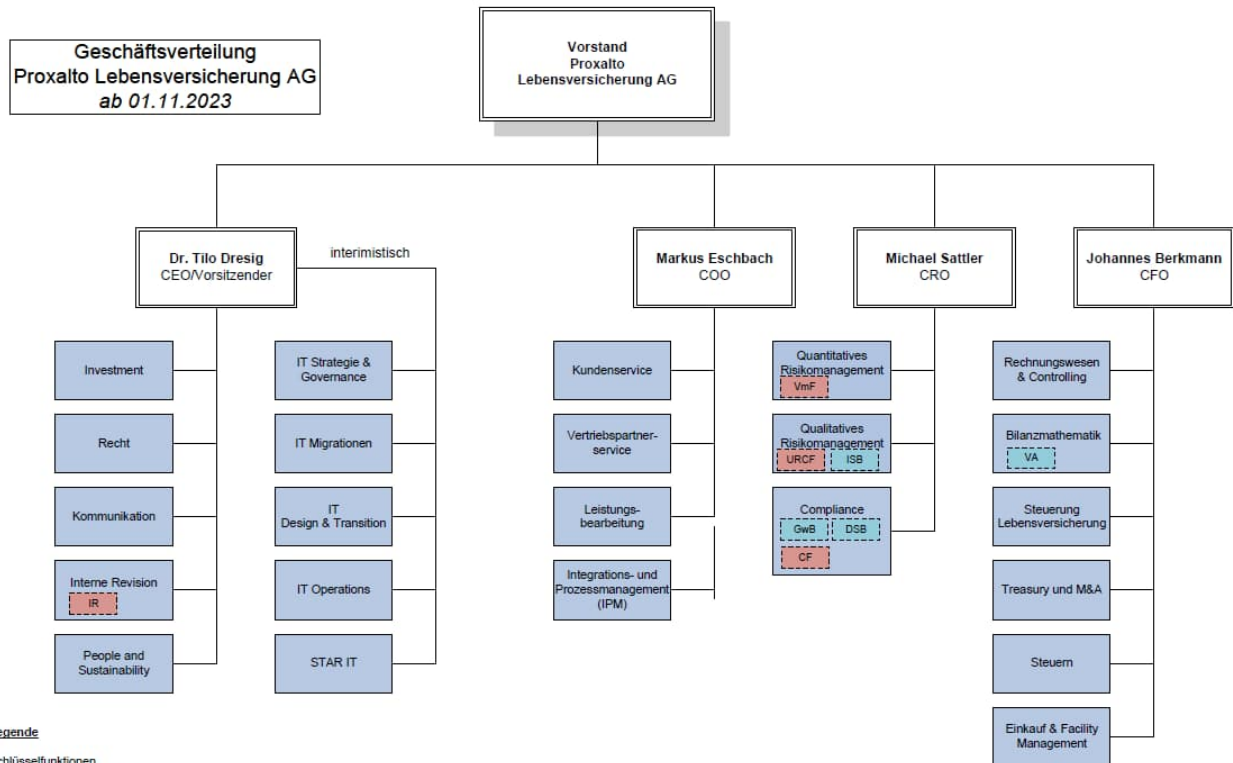 Geschäftsverteilung
Proxalto Lebensversicherung AG
ab 01.11.2023
Vorstand
Proxalto
Lebensversicherung AG
Dr. Tilo Dresig
CEO/Vorsitzender
interimistisch
Markus Eschbach
COO
Michael Sattler
CRO
Johannes Berkmann
CFO
Investment
Recht
Kommunikation
Interne Revision
IR
People and
Sustainability
IT Strategie &
Governance
IT Migrationen
IT
Design & Transition
IT Operations
STAR IT
Kundenservice
Vertriebspartner-
service
Leistungs-
bearbeitung
Integrations- und
Prozessmanagement
(IPM)
Quantitatives
Risikomanagement
VmF
Qualitatives
Risikomanagement
URCF ISB
Compliance
GwB DSB
CF
Rechnungswesen
& Controlling
Bilanzmathematik
VA
Steuerung
Lebensversicherung
Treasury und M&A
Steuern
Einkauf & Facility
Management
egende
chlüsselfunktionen